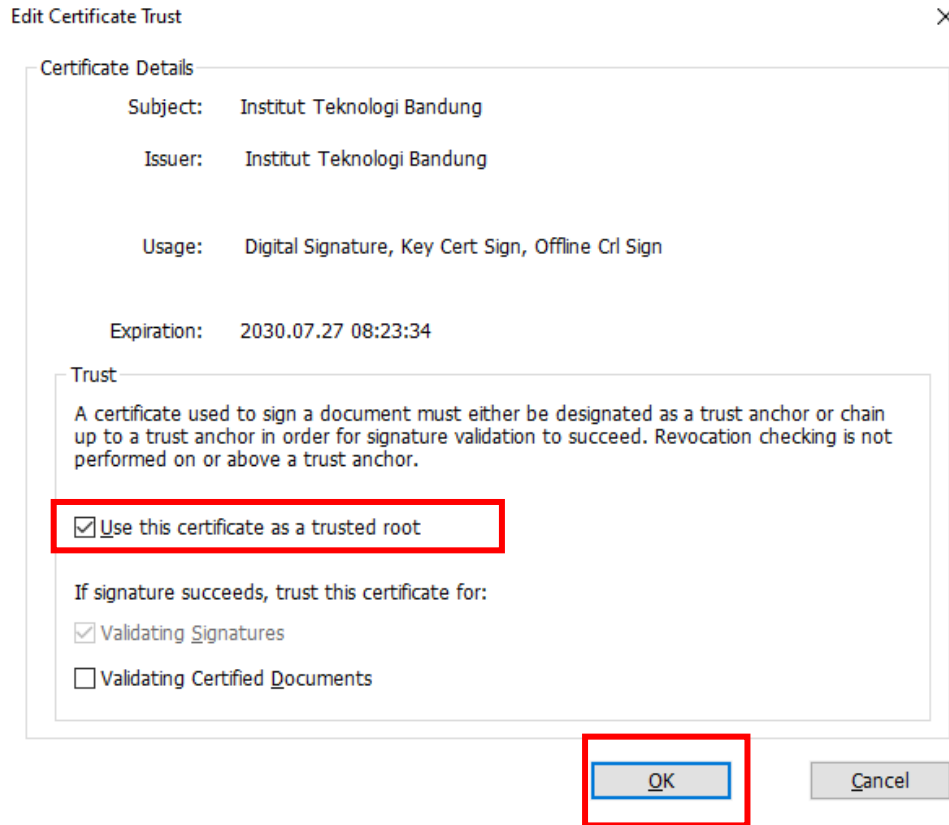 Edit Certificate Trust
Certificate Details
Subject: Institut Teknologi Bandung
Issuer: Institut Teknologi Bandung
Usage: Digital Signature, Key Cert Sign, Offline Crl Sign
Expiration: 2030.07.27 08:23:34
Trust
A certificate used to sign a document must either be designated as a trust anchor or chain
up to a trust anchor in order for signature validation to succeed. Revocation checking is not
performed on or above a trust anchor.
Use this certificate as a trusted root
If signature succeeds, trust this certificate for:
Validating Signatures
Validating Certified Documents
OK Cancel